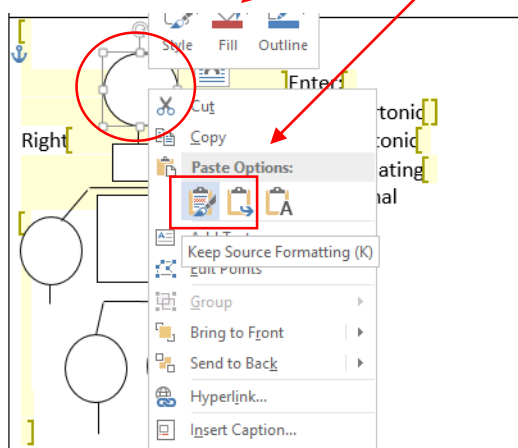 Style Fill Outline
[
]Enter:[
Cut
rtonic[]
Right[
Copy
tonic[
Paste Options:
ating[
nal
A
[
Keep Source Formatting (K)
Edit Points
Group
Bring to Front
Send to Back
Hyperlink...
]
Insert Caption...